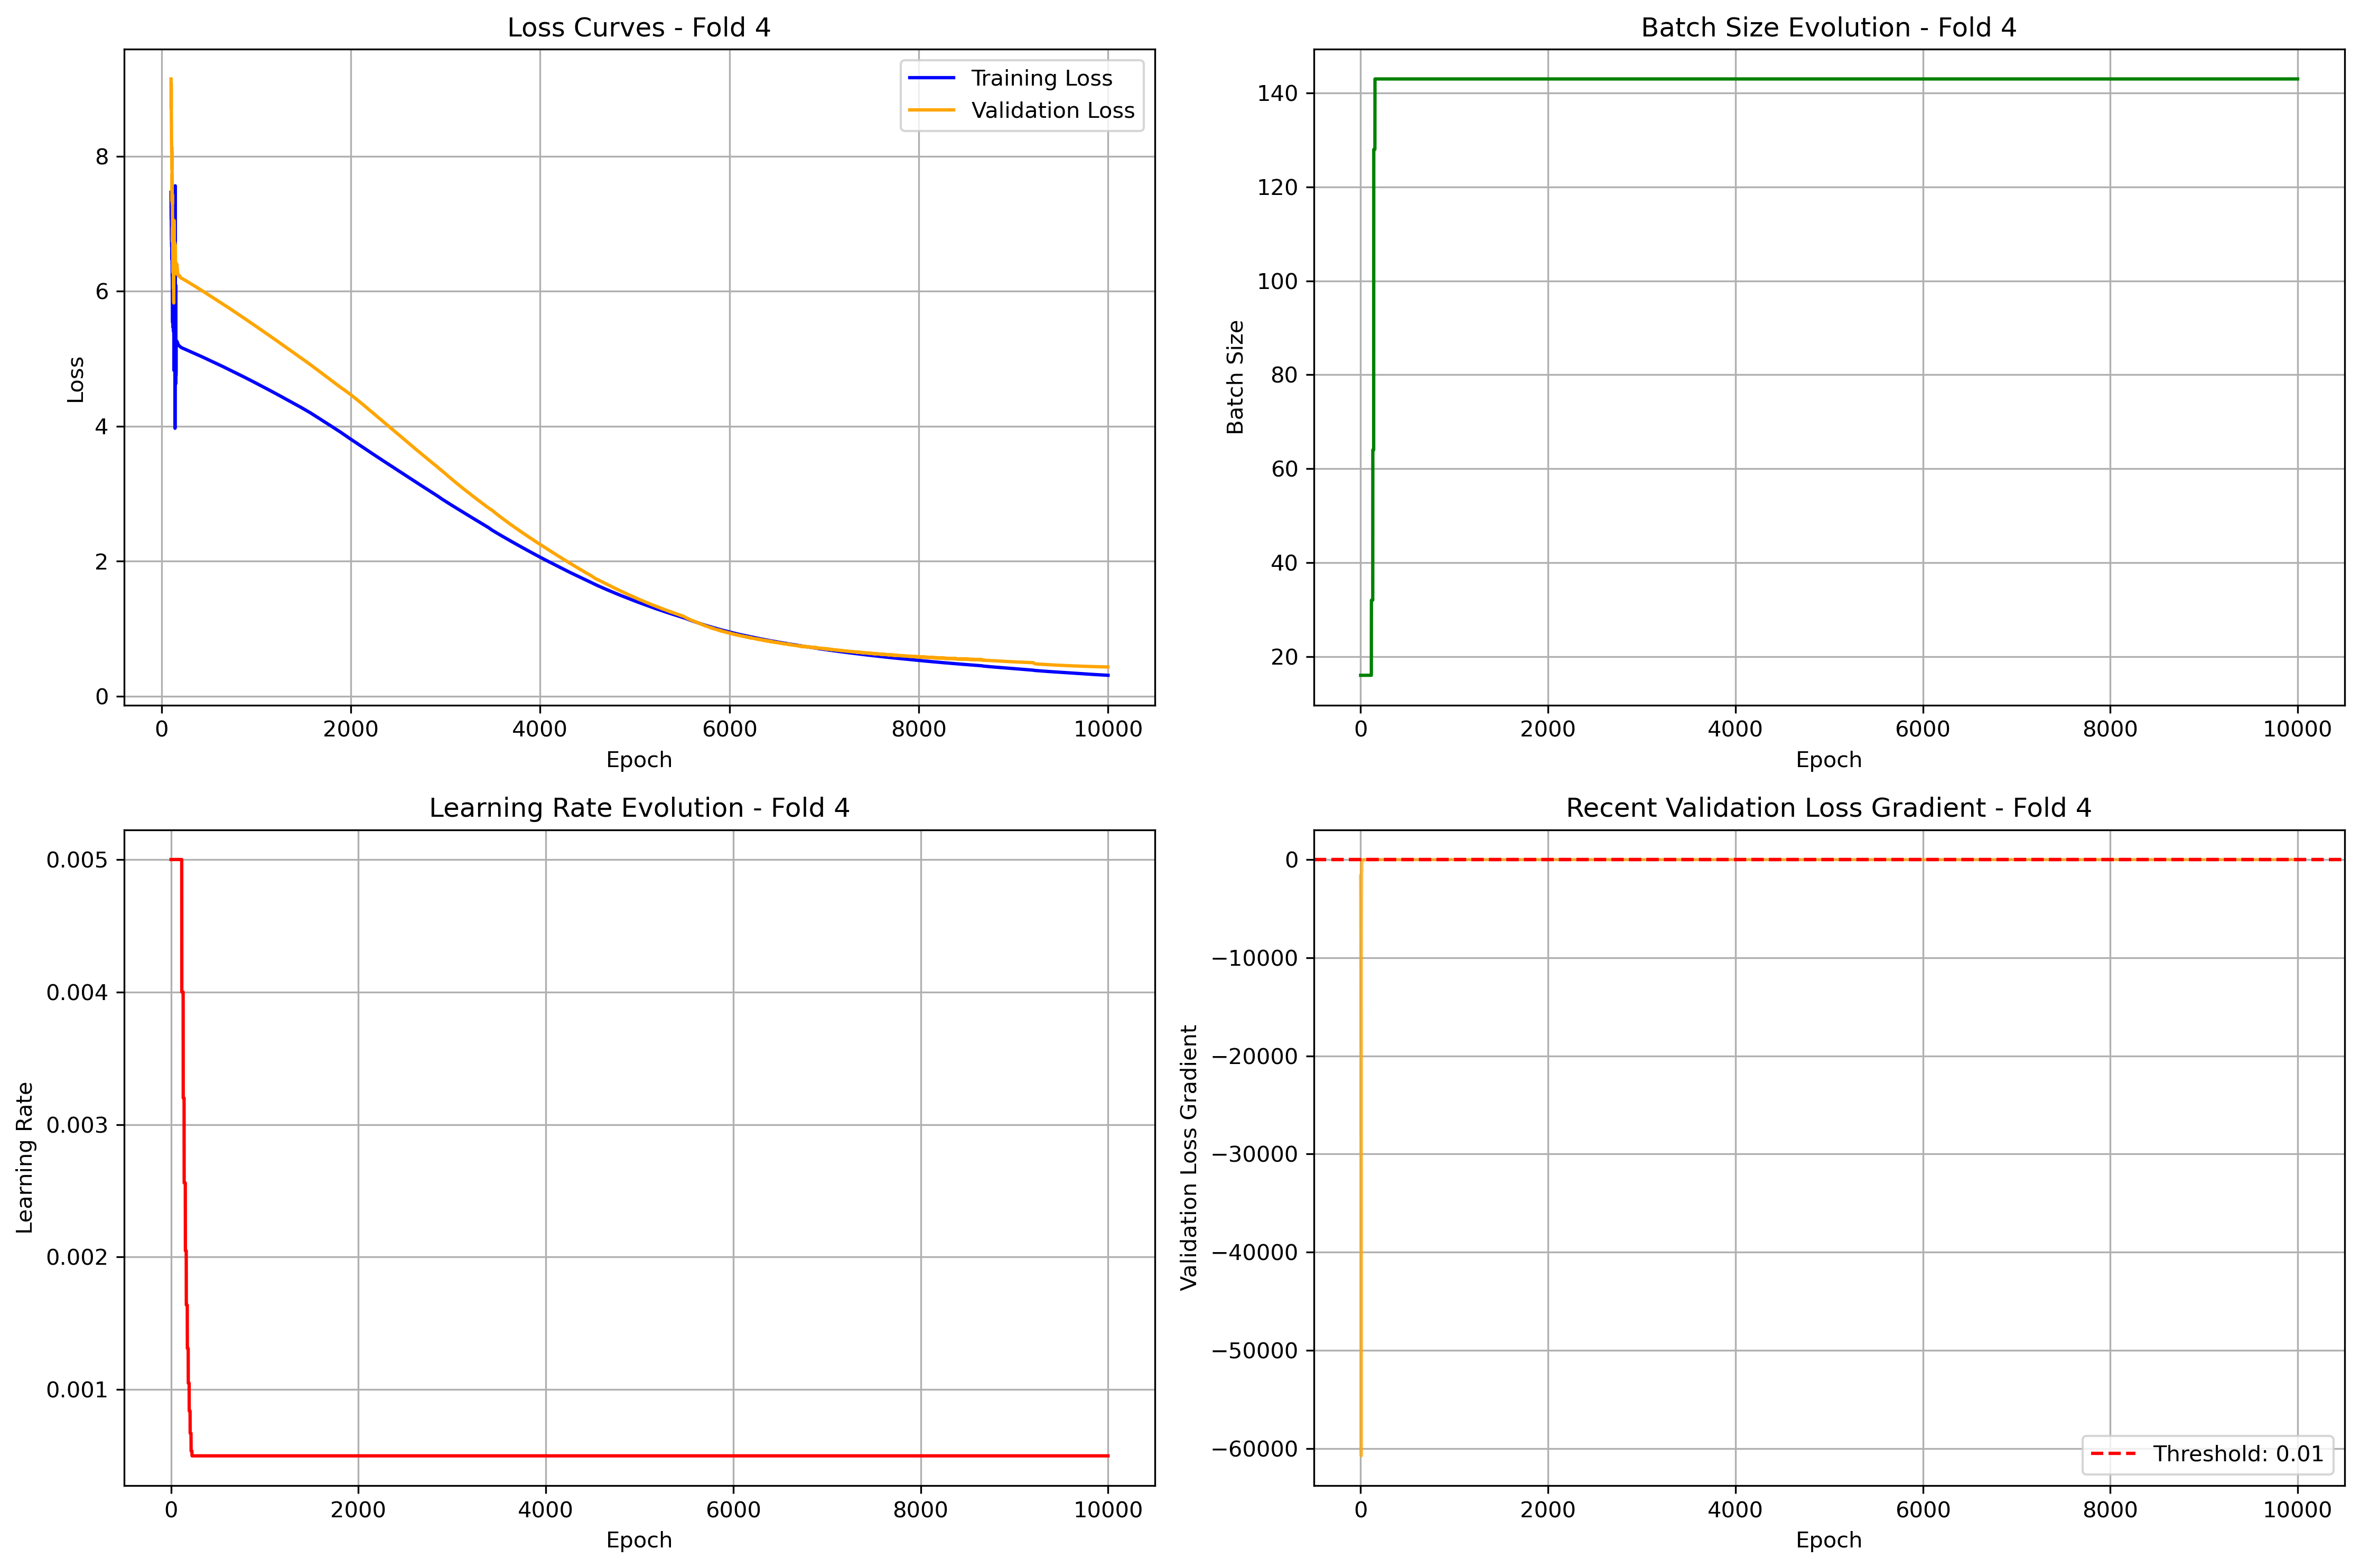 Loss Curves - Fold 4
Training Loss
Validation Loss
8
6
4
2
0
Loss
0 2000 4000 6000 8000 10000
Epoch
Batch Size Evolution - Fold 4
140
120
100
80
60
40
20
Batch Size
0 2000 4000 6000 8000 10000
Epoch
Learning Rate Evolution - Fold 4
0.005
0.004
0.003
0.002
0.001
Learning Rate
0 2000 4000 6000 8000 10000
Epoch
Recent Validation Loss Gradient - Fold 4
0
−10000
−20000
−30000
−40000
−50000
−60000
Validation Loss Gradient
Threshold: 0.01
0 2000 4000 6000 8000 10000
Epoch